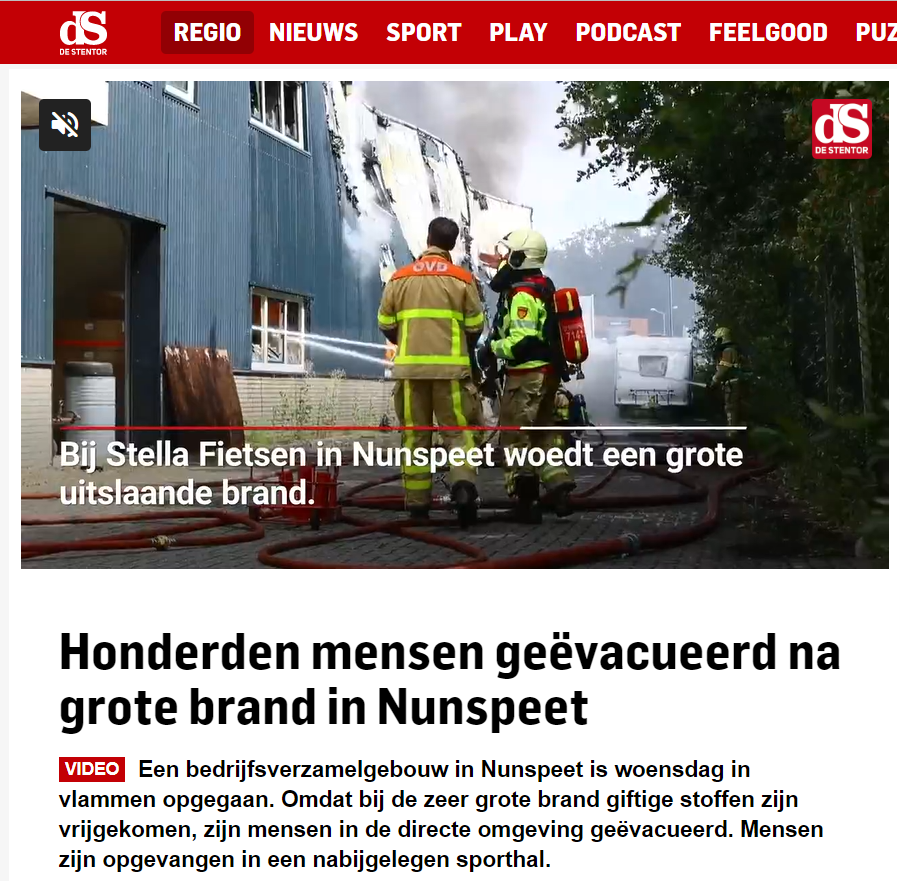 dS
DE STENTOR
REGIO NIEUWS SPORT PLAY PODCAST FEELGOOD PUZ
dS
DE STENTOR
OVD
714
Bij Stella Fietsen in Nunspeet woedt een grote
uitslaande brand.
Honderden mensen geëvacueerd na
grote brand in Nunspeet
VIDEO Een bedrijfsverzamelgebouw in Nunspeet is woensdag in
vlammen opgegaan. Omdat bij de zeer grote brand giftige stoffen zijn
vrijgekomen, zijn mensen in de directe omgeving geëvacueerd. Mensen
zijn opgevangen in een nabijgelegen sporthal.